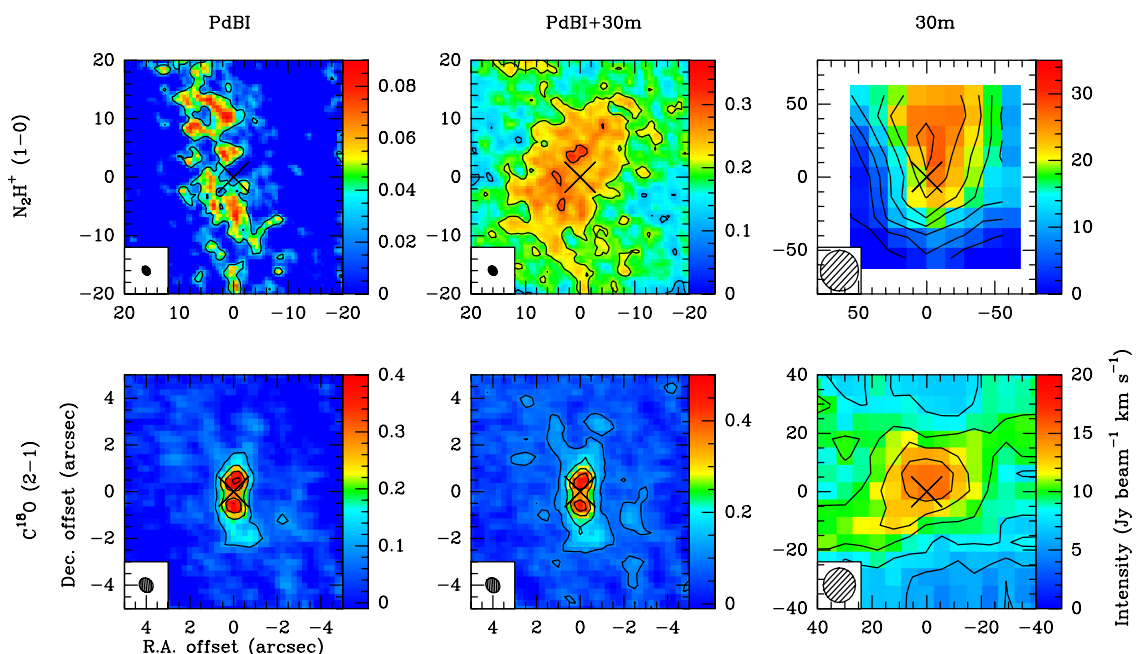 PdBI PdBI+30m 30m
N₂H⁺ (1−0)
20 10 0 −10 −20
20 10 0 −10 −20
0.08 0.06 0.04 0.02 0
20 10 0 −10 −20
20 10 0 −10 −20
0.3 0.2 0.1 0
50 0 −50
50 0 −50
30 20 10 0
C¹⁸O (2−1)
Dec. offset (arcsec)
4 2 0 −2 −4
4 2 0 −2 −4
R.A. offset (arcsec)
0.4 0.3 0.2 0.1 0
4 2 0 −2 −4
4 2 0 −2 −4
0.4 0.2 0
40 20 0 −20 −40
40 20 0 −20 −40
20 15 10 5 0
Intensity (Jy beam⁻¹ km s⁻¹)